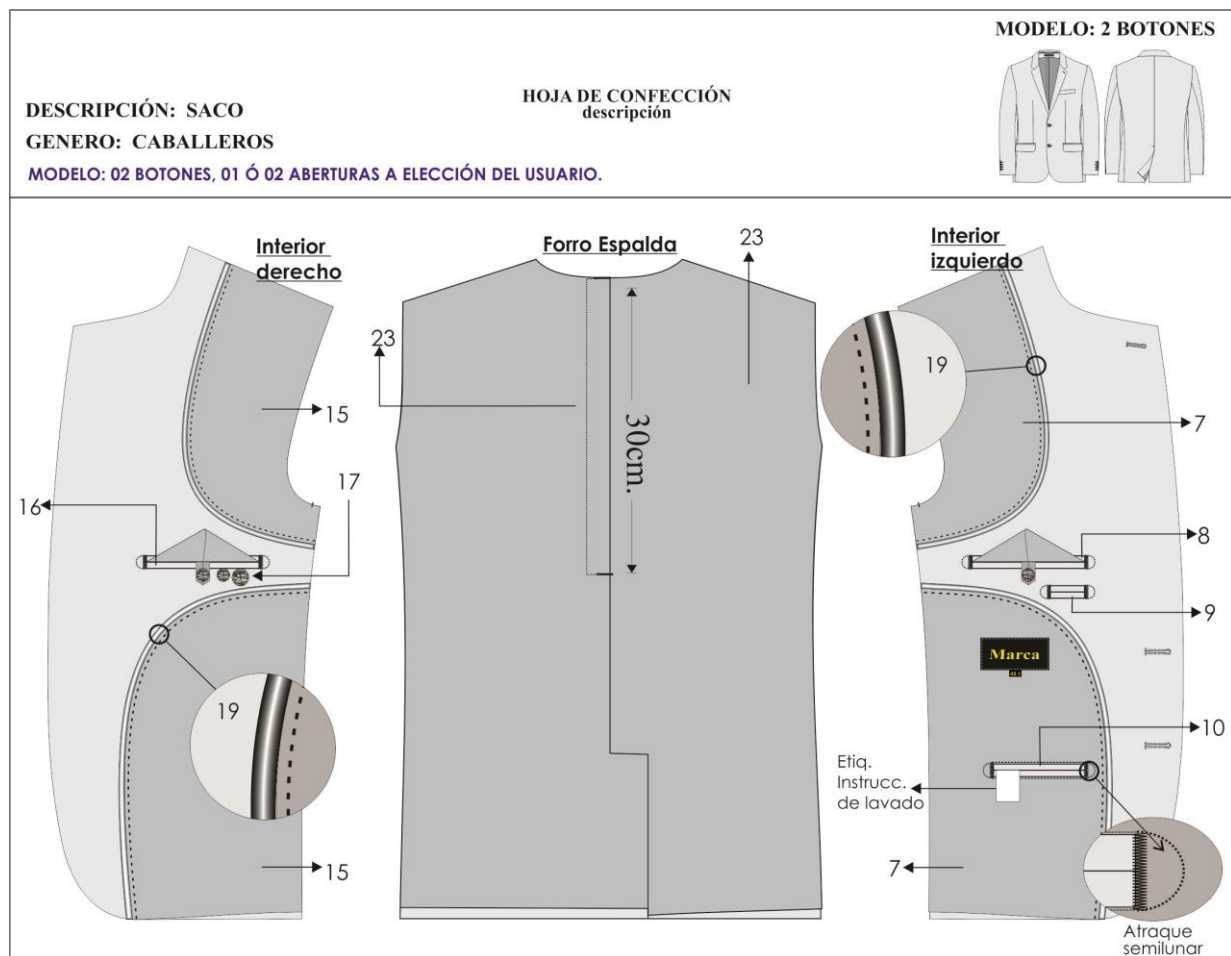 MODELO: 2 BOTONES
HOJA DE CONFECCIÓN
descripción
DESCRIPCIÓN: SACO
GENERO: CABALLEROS
MODELO: 02 BOTONES, 01 Ó 02 ABERTURAS A ELECCIÓN DEL USUARIO.
Interior
derecho
15
16
17
19
15
Forro Espalda
23
23
30cm.
Interior
izquierdo
19
7
8
9
Marca
10
Etiq.
Instrucc.
de lavado
7
Atraque
semilunar